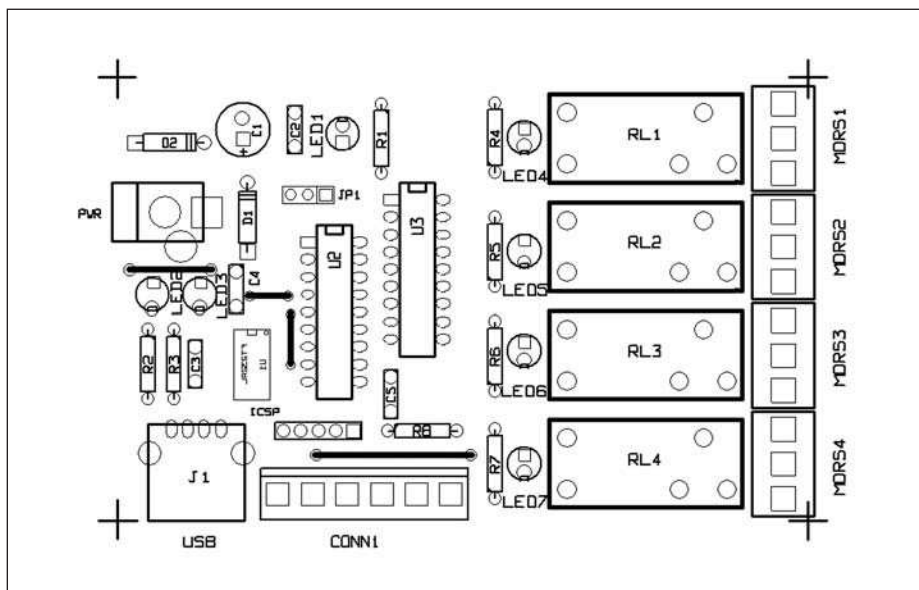 D2
C1
+
C2
LED1
R1
R4
LED4
RL1
MORS1
PWR
D1
JP1
U2
U3
R5
LED5
RL2
MORS2
LED2
LED3
C4
R2
R3
C3
U1
ICSP
C5
R8
R6
LED6
RL3
MORS3
J1
USB
CONN1
R7
LED7
RL4
MORS4